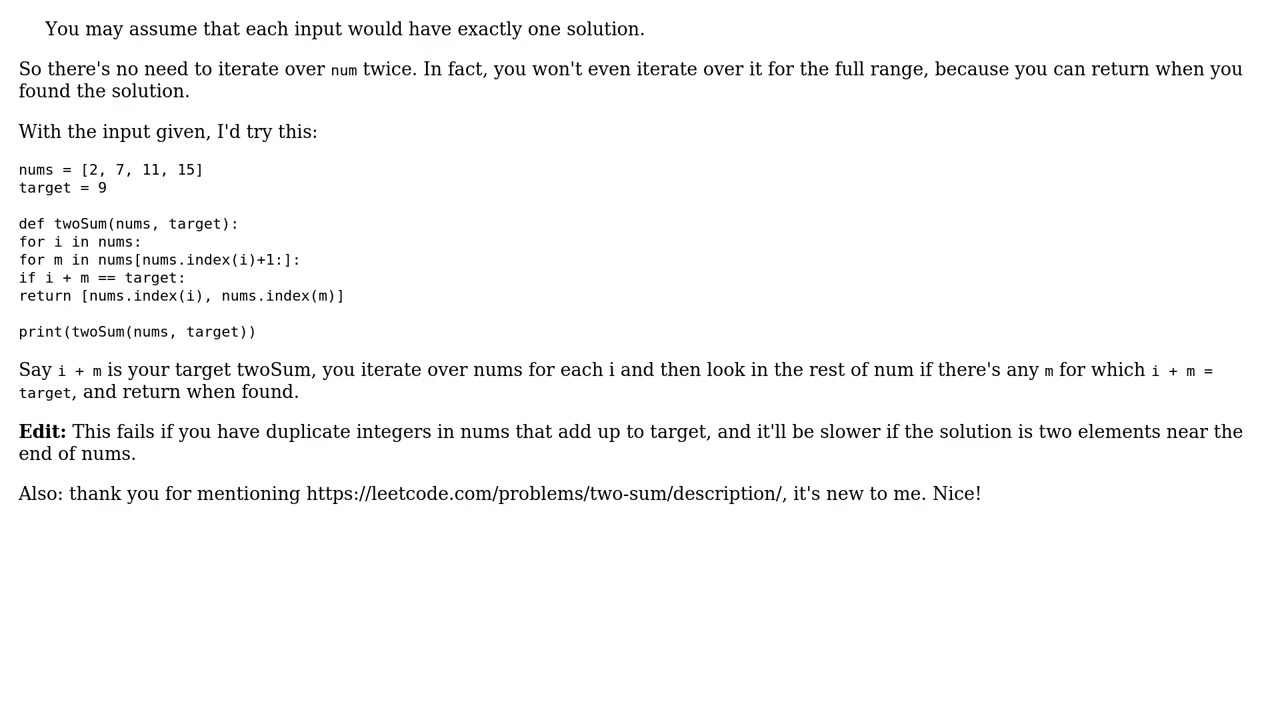 You may assume that each input would have exactly one solution.
So there's no need to iterate over num twice. In fact, you won't even iterate over it for the full range, because you can return when you
found the solution.
With the input given, I'd try this:
nums = [2, 7, 11, 15]
target = 9
def twoSum(nums, target):
for i in nums:
for m in nums[nums.index(i)+1:]:
if i + m == target:
return [nums.index(i), nums.index(m)]
print(twoSum(nums, target))
Say i + m is your target twoSum, you iterate over nums for each i and then look in the rest of num if there's any m for which i + m =
target, and return when found.
Edit: This fails if you have duplicate integers in nums that add up to target, and it'll be slower if the solution is two elements near the
end of nums.
Also: thank you for mentioning https://leetcode.com/problems/two-sum/description/, it's new to me. Nice!